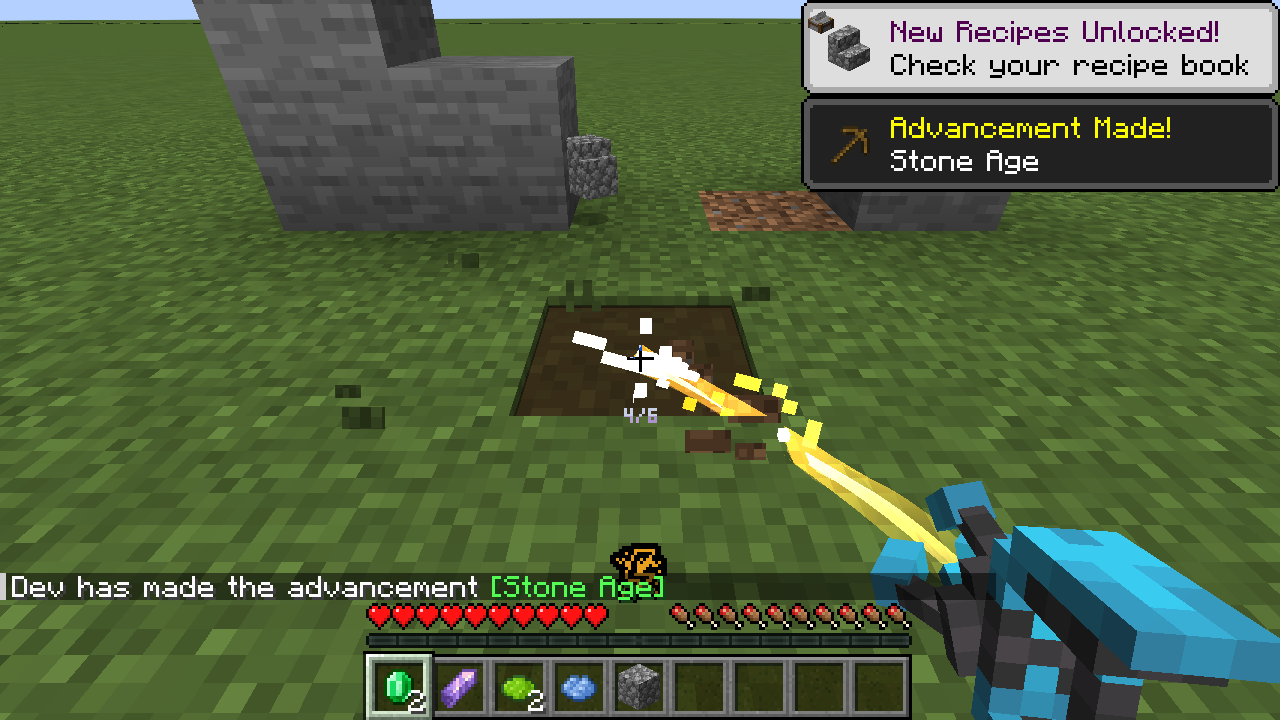 New Recipes Unlocked!
Check your recipe book
Advancement Made!
Stone Age
4/6
Dev has made the advancement [Stone Age]
2
2